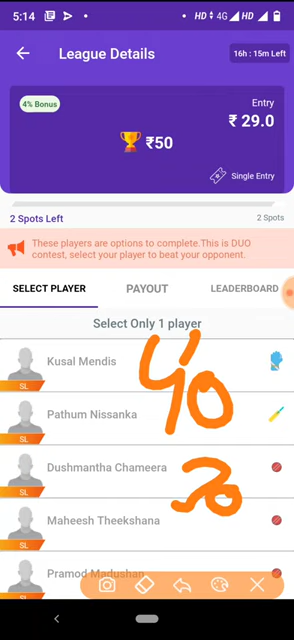 5:14 HD 4G HD 29
League Details
16h : 15m Left
4% Bonus
Entry
₹ 29.0
₹50
Single Entry
2 Spots Left
2 Spots
These players are options to complete.This is DUO
contest, select your player to beat your opponent.
SELECT PLAYER PAYOUT LEADERBOARD
Select Only 1 player
Kusal Mendis
SL
40
Pathum Nissanka
SL
Dushmantha Chameera
SL
Maheesh Theekshana
SL
Pramod Madushan
SL